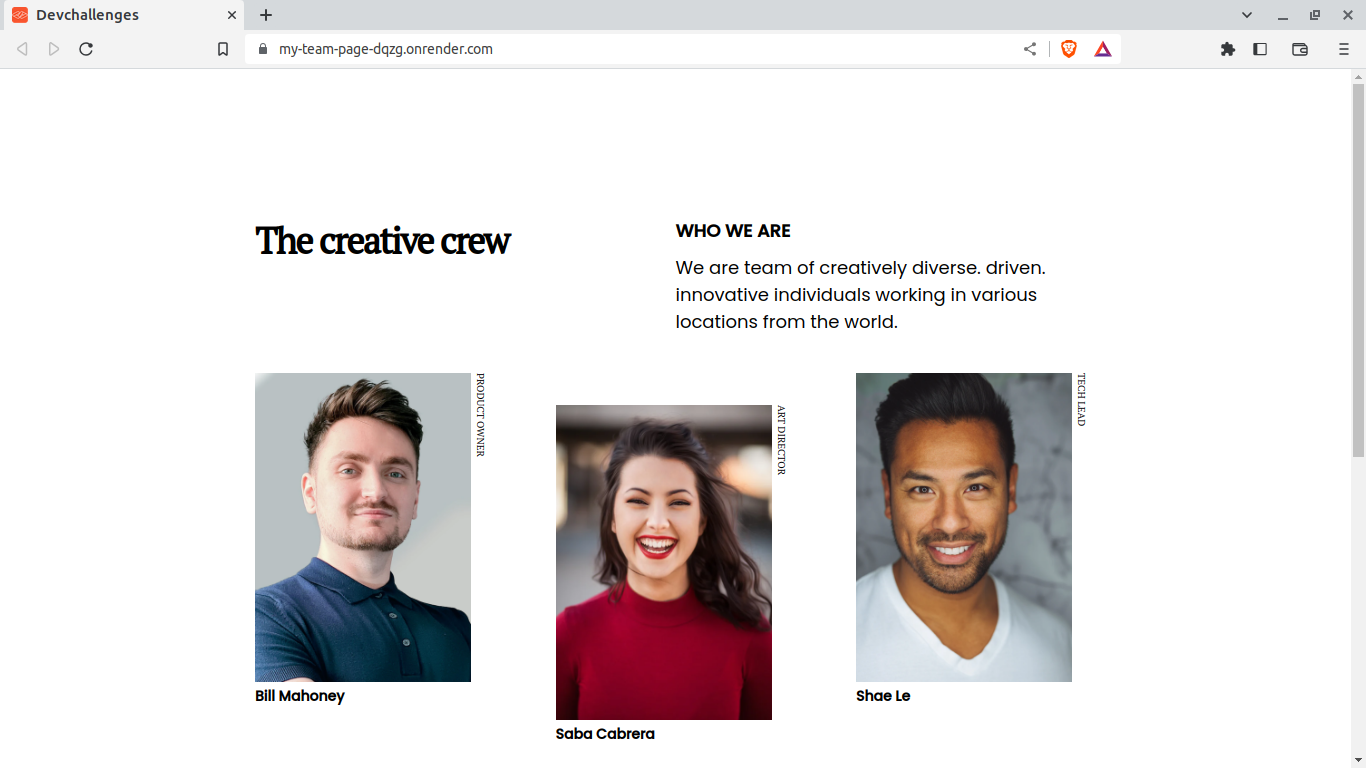 Devchallenges
my-team-page-dqzg.onrender.com
The creative crew
WHO WE ARE
We are team of creatively diverse. driven.
innovative individuals working in various
locations from the world.
PRODUCT OWNER
Bill Mahoney
ART DIRECTOR
Saba Cabrera
TECH LEAD
Shae Le